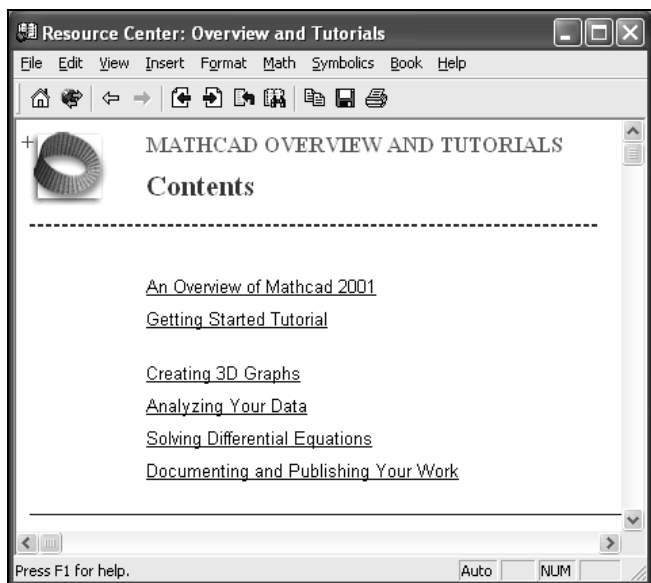 Resource Center: Overview and Tutorials
File Edit View Insert Format Math Symbolics Book Help
MATHCAD OVERVIEW AND TUTORIALS
Contents
An Overview of Mathcad 2001
Getting Started Tutorial
Creating 3D Graphs
Analyzing Your Data
Solving Differential Equations
Documenting and Publishing Your Work
Press F1 for help. Auto NUM